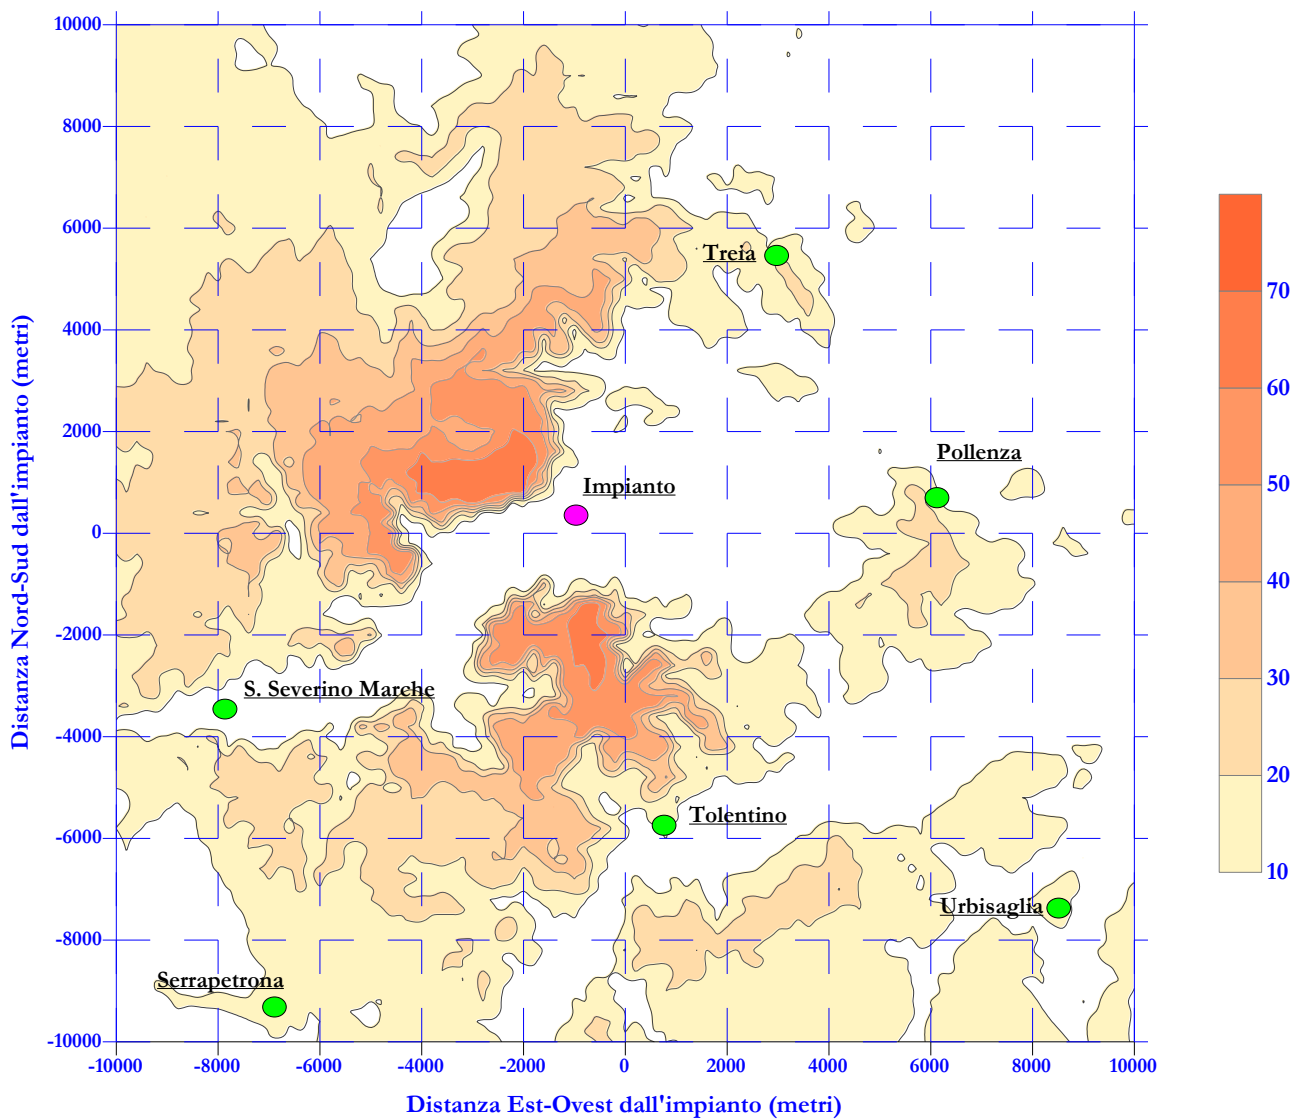 10000
8000
6000
4000
2000
0
-2000
-4000
-6000
-8000
-10000
Distanza Nord-Sud dall'impianto (metri)
Treia
Pollenza
Impianto
S. Severino Marche
Tolentino
Urbisaglia
Serrapetrona
-10000 -8000 -6000 -4000 -2000 0 2000 4000 6000 8000 10000
Distanza Est-Ovest dall'impianto (metri)
70
60
50
40
30
20
10